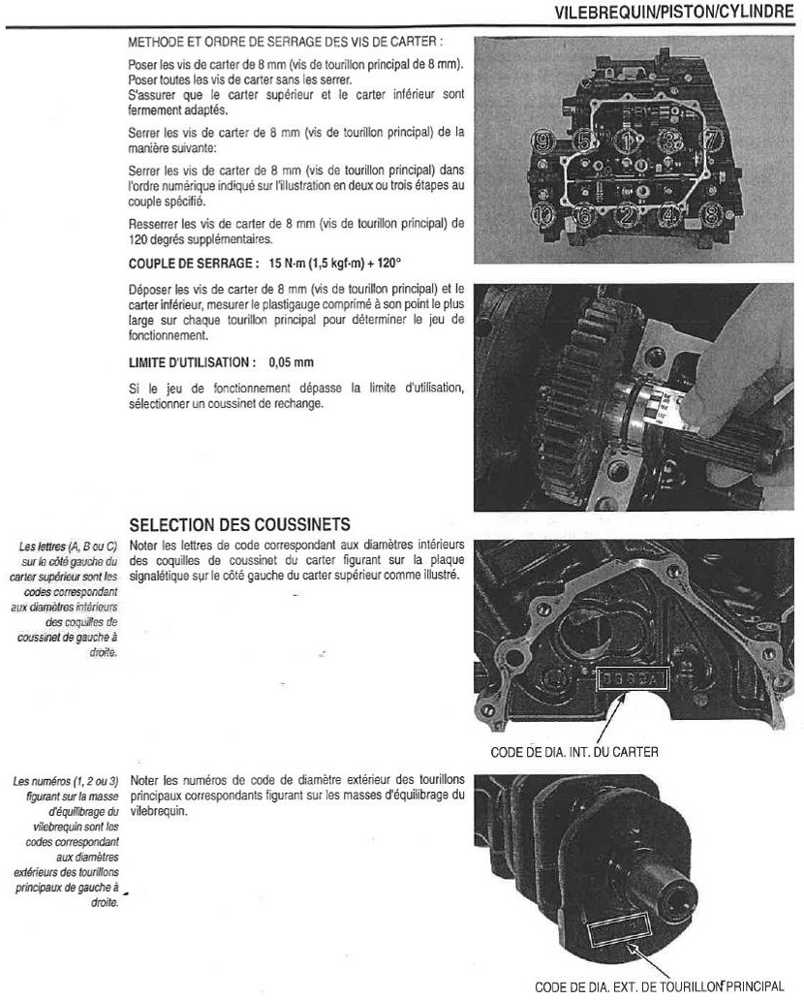 VILEBREQUIN/PISTON/CYLINDRE
METHODE ET ORDRE DE SERRAGE DES VIS DE CARTER :
Poser les vis de carter de 8 mm (vis de tourillon principal de 8 mm).
Poser toutes les vis de carter sans les serrer.
S'assurer que le carter supérieur et le carter inférieur sont
fermement adaptés.
Serrer les vis de carter de 8 mm (vis de tourillon principal) de la
manière suivante:
Serrer les vis de carter de 8 mm (vis de tourillon principal) dans
l'ordre numérique indiqué sur l'illustration en deux ou trois étapes au
couple spécifié.
Resserrer les vis de carter de 8 mm (vis de tourillon principal) de
120 degrés supplémentaires.
COUPLE DE SERRAGE : 15 N·m (1,5 kgf·m) + 120°
Déposer les vis de carter de 8 mm (vis de tourillon principal) et le
carter inférieur, mesurer le plastigauge comprimé à son point le plus
large sur chaque tourillon principal pour déterminer le jeu de
fonctionnement.
LIMITE D'UTILISATION : 0,05 mm
Si le jeu de fonctionnement dépasse la limite d'utilisation,
sélectionner un coussinet de rechange.
9 5 1 3 7
10 6 2 4 8
SELECTION DES COUSSINETS
Les lettres (A, B ou C)
sur le côté gauche du
carter supérieur sont les
codes correspondant
aux diamètres intérieurs
des coquilles de
coussinet de gauche à
droite.
Noter les lettres de code correspondant aux diamètres intérieurs
des coquilles de coussinet du carter figurant sur la plaque
signalétique sur le côté gauche du carter supérieur comme illustré.
CODE DE DIA. INT. DU CARTER
Les numéros (1, 2 ou 3)
figurant sur la masse
d'équilibrage du
vilebrequin sont les
codes correspondant
aux diamètres
extérieurs des tourillons
principaux de gauche à
droite.
Noter les numéros de code de diamètre extérieur des tourillons
principaux correspondants figurant sur les masses d'équilibrage du
vilebrequin.
CODE DE DIA. EXT. DE TOURILLON PRINCIPAL